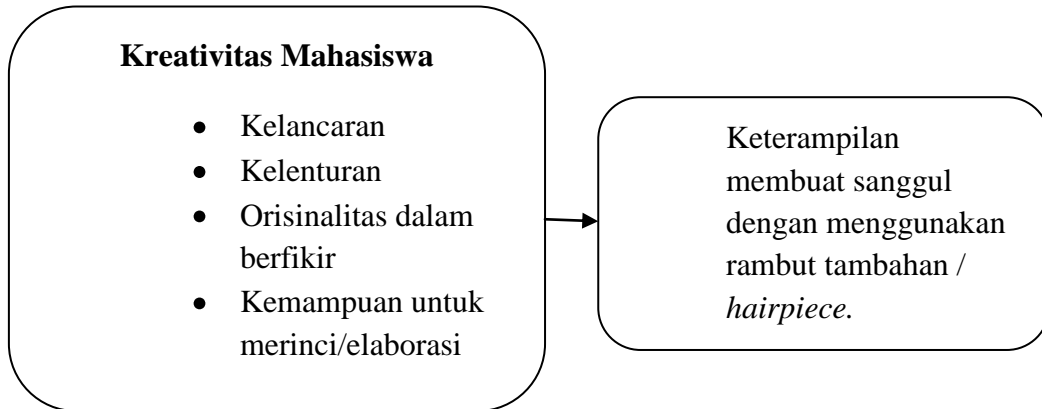 Kreativitas Mahasiswa
• Kelancaran
• Kelenturan
• Orisinalitas dalam
berfikir
• Kemampuan untuk
merinci/elaborasi
Keterampilan
membuat sanggul
dengan menggunakan
rambut tambahan /
hairpiece.